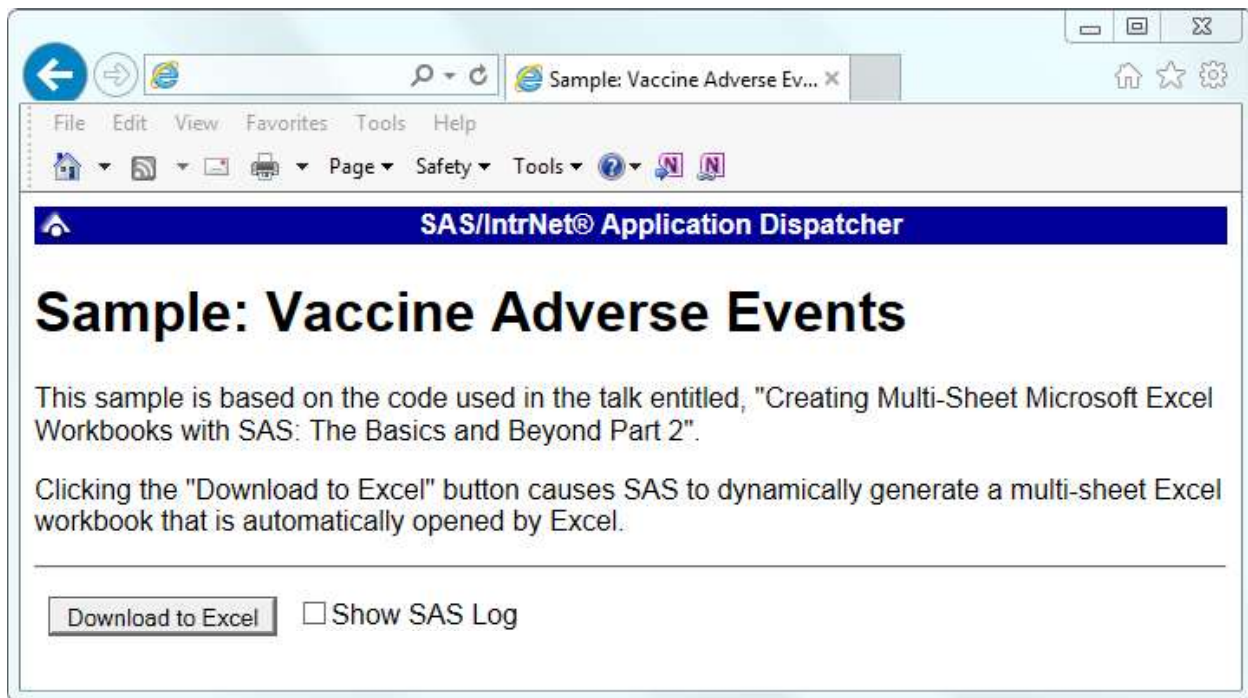 Sample: Vaccine Adverse Ev...
File Edit View Favorites Tools Help
Page Safety Tools
SAS/IntrNet® Application Dispatcher
Sample: Vaccine Adverse Events
This sample is based on the code used in the talk entitled, "Creating Multi-Sheet Microsoft Excel
Workbooks with SAS: The Basics and Beyond Part 2".
Clicking the "Download to Excel" button causes SAS to dynamically generate a multi-sheet Excel
workbook that is automatically opened by Excel.
Download to Excel Show SAS Log